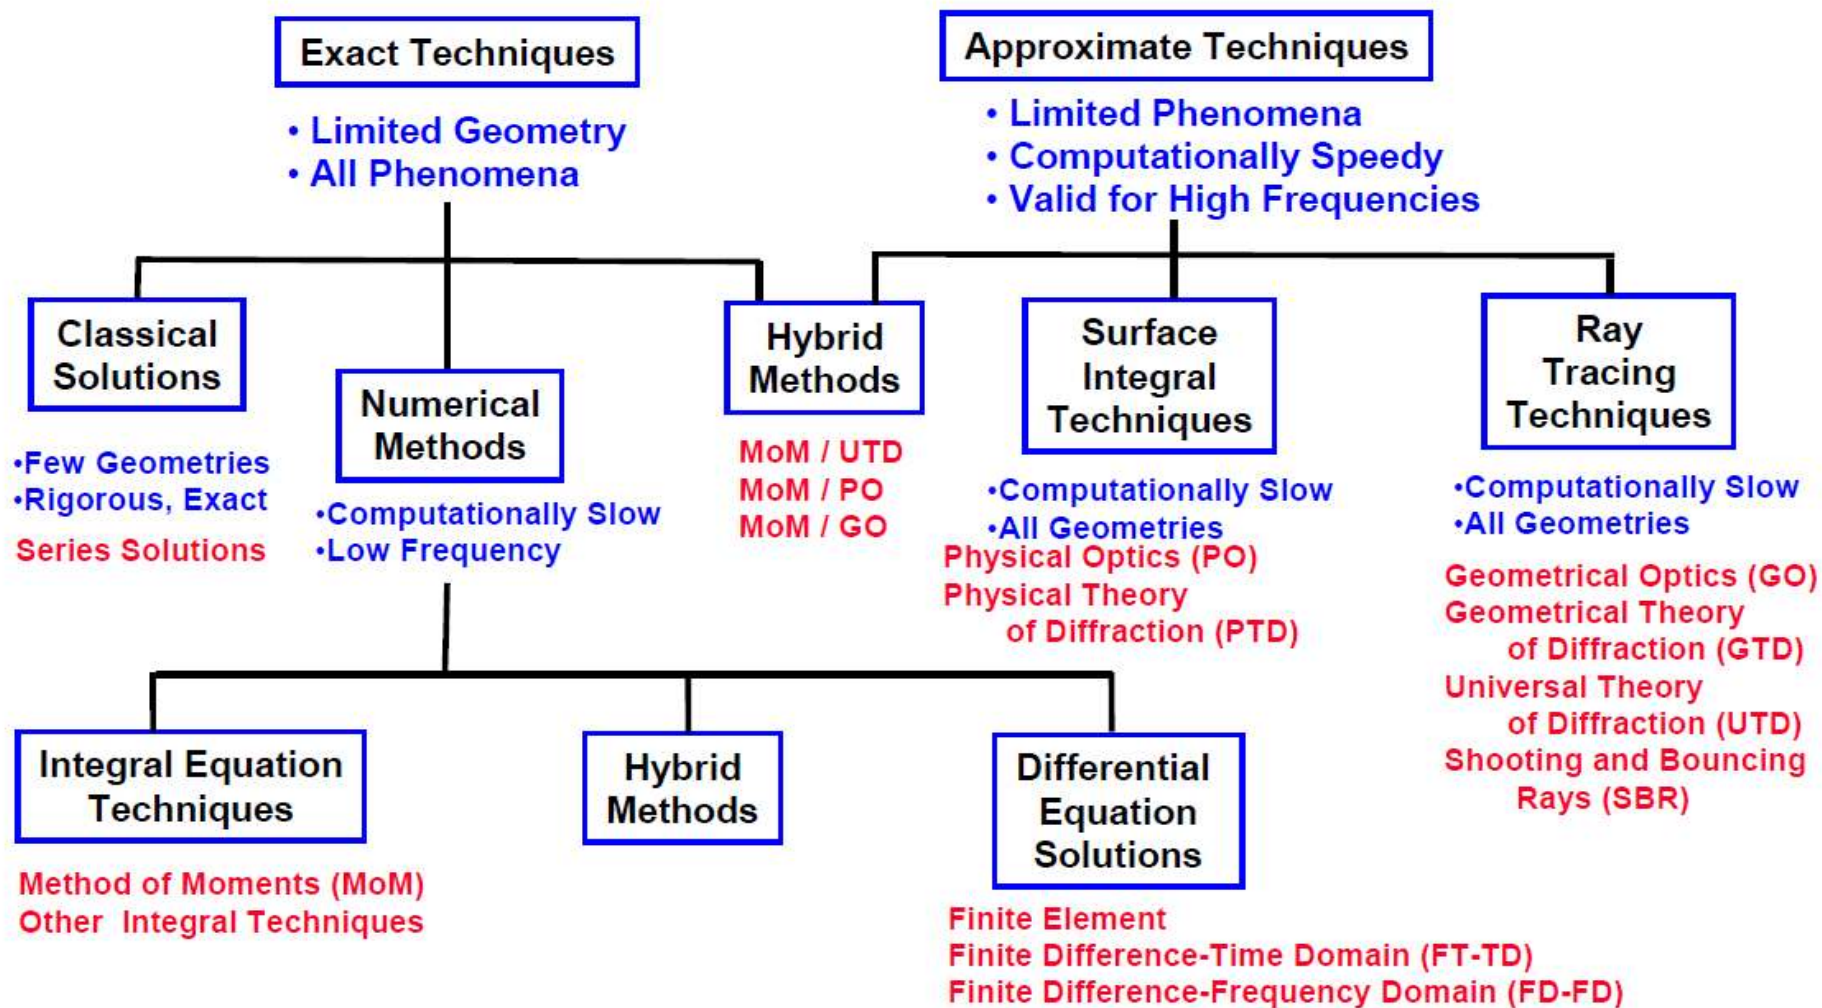 Exact Techniques
• Limited Geometry
• All Phenomena
Approximate Techniques
• Limited Phenomena
• Computationally Speedy
• Valid for High Frequencies
Classical
Solutions
•Few Geometries
•Rigorous, Exact
Series Solutions
Numerical
Methods
•Computationally Slow
•Low Frequency
Hybrid
Methods
MoM / UTD
MoM / PO
MoM / GO
Surface
Integral
Techniques
•Computationally Slow
•All Geometries
Physical Optics (PO)
Physical Theory
of Diffraction (PTD)
Ray
Tracing
Techniques
•Computationally Slow
•All Geometries
Geometrical Optics (GO)
Geometrical Theory
of Diffraction (GTD)
Universal Theory
of Diffraction (UTD)
Shooting and Bouncing
Rays (SBR)
Integral Equation
Techniques
Method of Moments (MoM)
Other Integral Techniques
Hybrid
Methods
Differential
Equation
Solutions
Finite Element
Finite Difference-Time Domain (FT-TD)
Finite Difference-Frequency Domain (FD-FD)